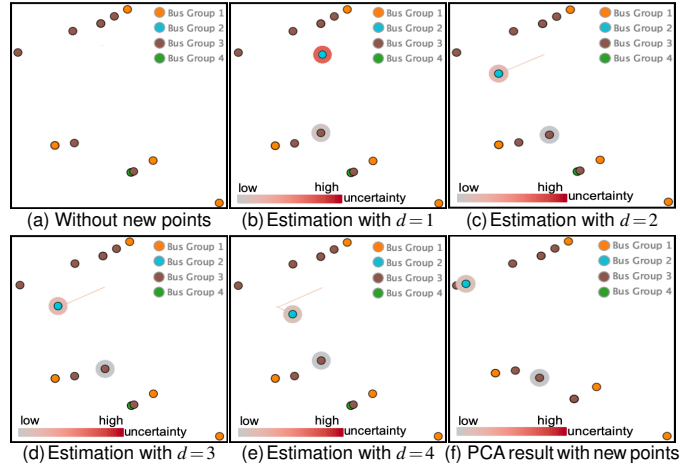 Bus Group 1
Bus Group 2
Bus Group 3
Bus Group 4
(a) Without new points
Bus Group 1
Bus Group 2
Bus Group 3
Bus Group 4
low high uncertainty
(b) Estimation with d=1
Bus Group 1
Bus Group 2
Bus Group 3
Bus Group 4
low high uncertainty
(c) Estimation with d=2
Bus Group 1
Bus Group 2
Bus Group 3
Bus Group 4
low high uncertainty
(d) Estimation with d=3
Bus Group 1
Bus Group 2
Bus Group 3
Bus Group 4
low high uncertainty
(e) Estimation with d=4
Bus Group 1
Bus Group 2
Bus Group 3
Bus Group 4
low high uncertainty
(f) PCA result with new points